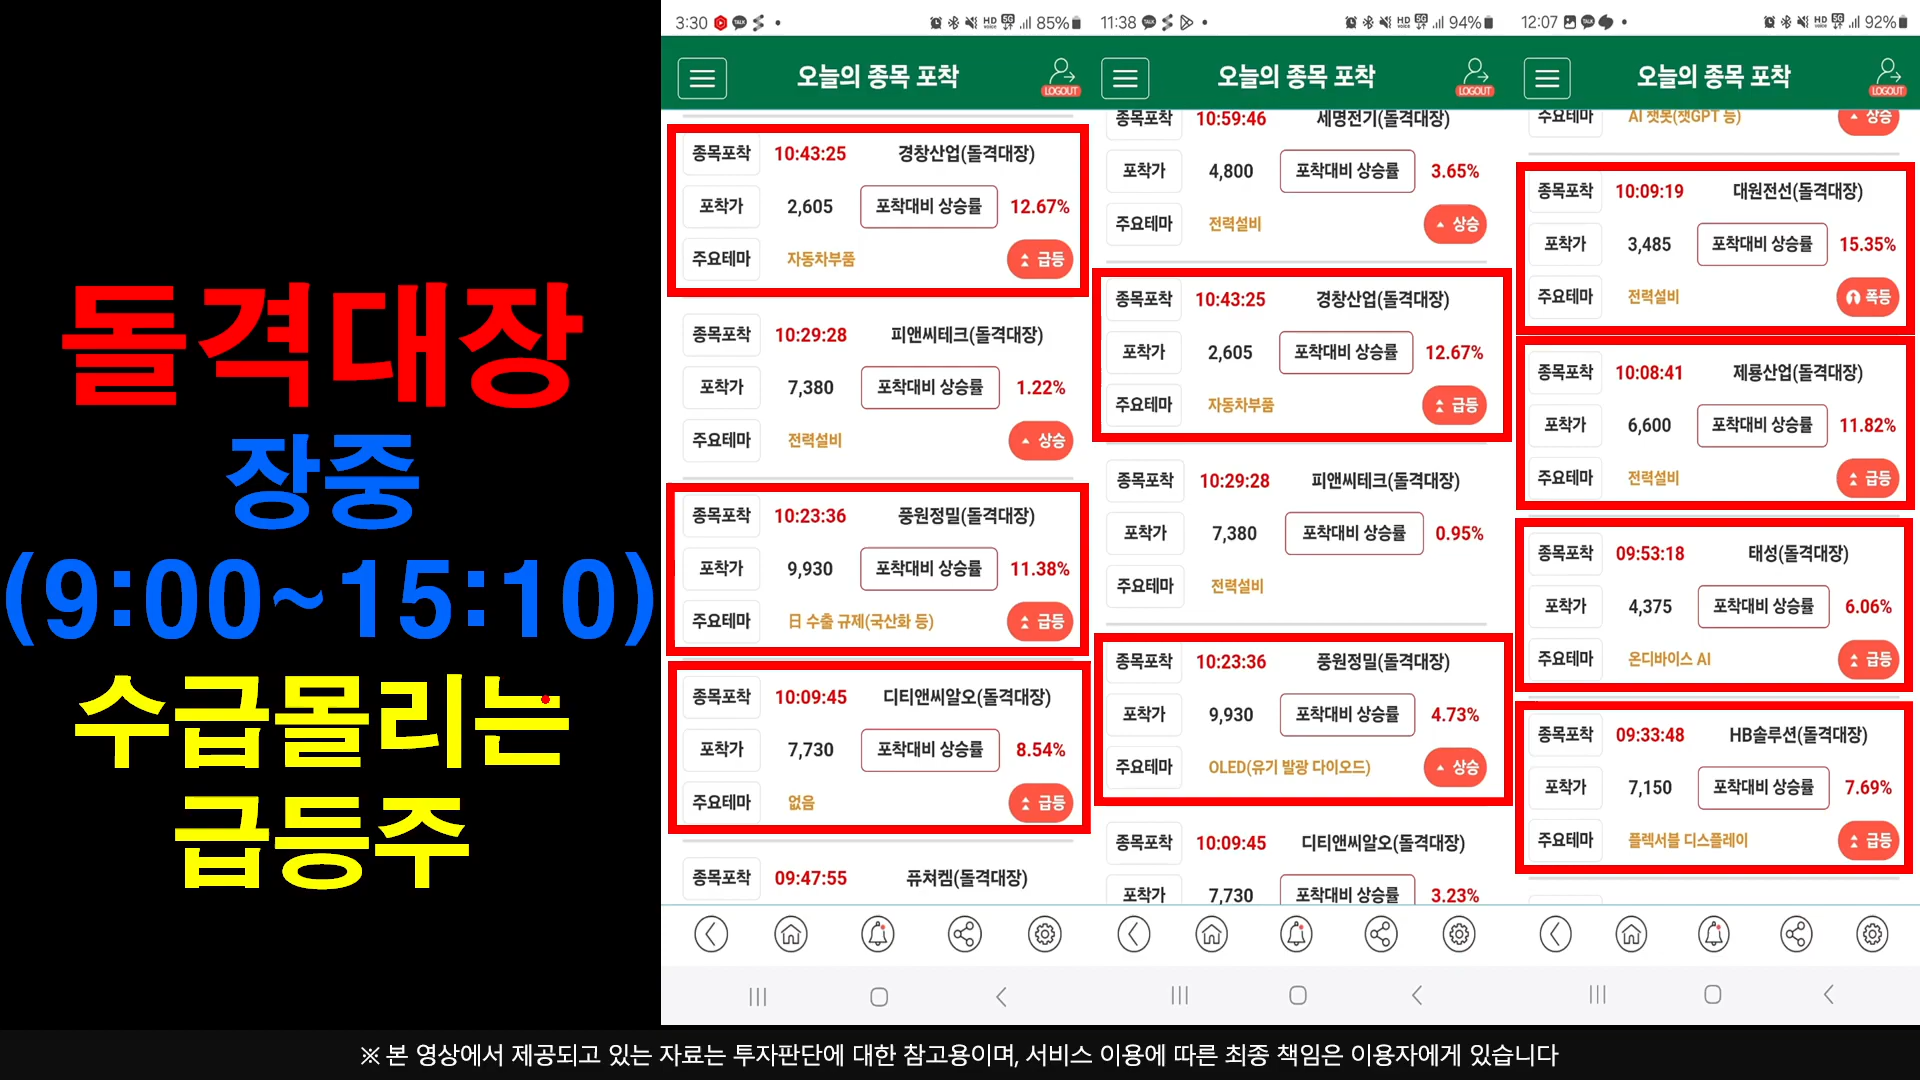 돌격대장
장중
(9:00~15:10)
수급몰리는
급등주
3:30
85%
오늘의 종목 포착
LOGOUT
종목포착 10:43:25 경창산업(돌격대장)
포착가 2,605 포착대비 상승률 12.67%
주요테마 자동차부품 급등
종목포착 10:29:28 피앤씨테크(돌격대장)
포착가 7,380 포착대비 상승률 1.22%
주요테마 전력설비 상승
종목포착 10:23:36 풍원정밀(돌격대장)
포착가 9,930 포착대비 상승률 11.38%
주요테마 日 수출 규제(국산화 등) 급등
종목포착 10:09:45 디티앤씨알오(돌격대장)
포착가 7,730 포착대비 상승률 8.54%
주요테마 없음 급등
종목포착 09:47:55 퓨쳐켐(돌격대장)
11:38
94%
오늘의 종목 포착
LOGOUT
종목포착 10:59:46 세명전기(돌격대장)
포착가 4,800 포착대비 상승률 3.65%
주요테마 전력설비 상승
종목포착 10:43:25 경창산업(돌격대장)
포착가 2,605 포착대비 상승률 12.67%
주요테마 자동차부품 급등
종목포착 10:29:28 피앤씨테크(돌격대장)
포착가 7,380 포착대비 상승률 0.95%
주요테마 전력설비
종목포착 10:23:36 풍원정밀(돌격대장)
포착가 9,930 포착대비 상승률 4.73%
주요테마 OLED(유기 발광 다이오드) 상승
종목포착 10:09:45 디티앤씨알오(돌격대장)
포착가 7,730 포착대비 상승률 3.23%
12:07
92%
오늘의 종목 포착
LOGOUT
주요테마 AI 챗봇(챗GPT 등) 상승
종목포착 10:09:19 대원전선(돌격대장)
포착가 3,485 포착대비 상승률 15.35%
주요테마 전력설비 폭등
종목포착 10:08:41 제룡산업(돌격대장)
포착가 6,600 포착대비 상승률 11.82%
주요테마 전력설비 급등
종목포착 09:53:18 태성(돌격대장)
포착가 4,375 포착대비 상승률 6.06%
주요테마 온디바이스 AI 급등
종목포착 09:33:48 HB솔루션(돌격대장)
포착가 7,150 포착대비 상승률 7.69%
주요테마 플렉서블 디스플레이 급등
※ 본 영상에서 제공되고 있는 자료는 투자판단에 대한 참고용이며, 서비스 이용에 따른 최종 책임은 이용자에게 있습니다